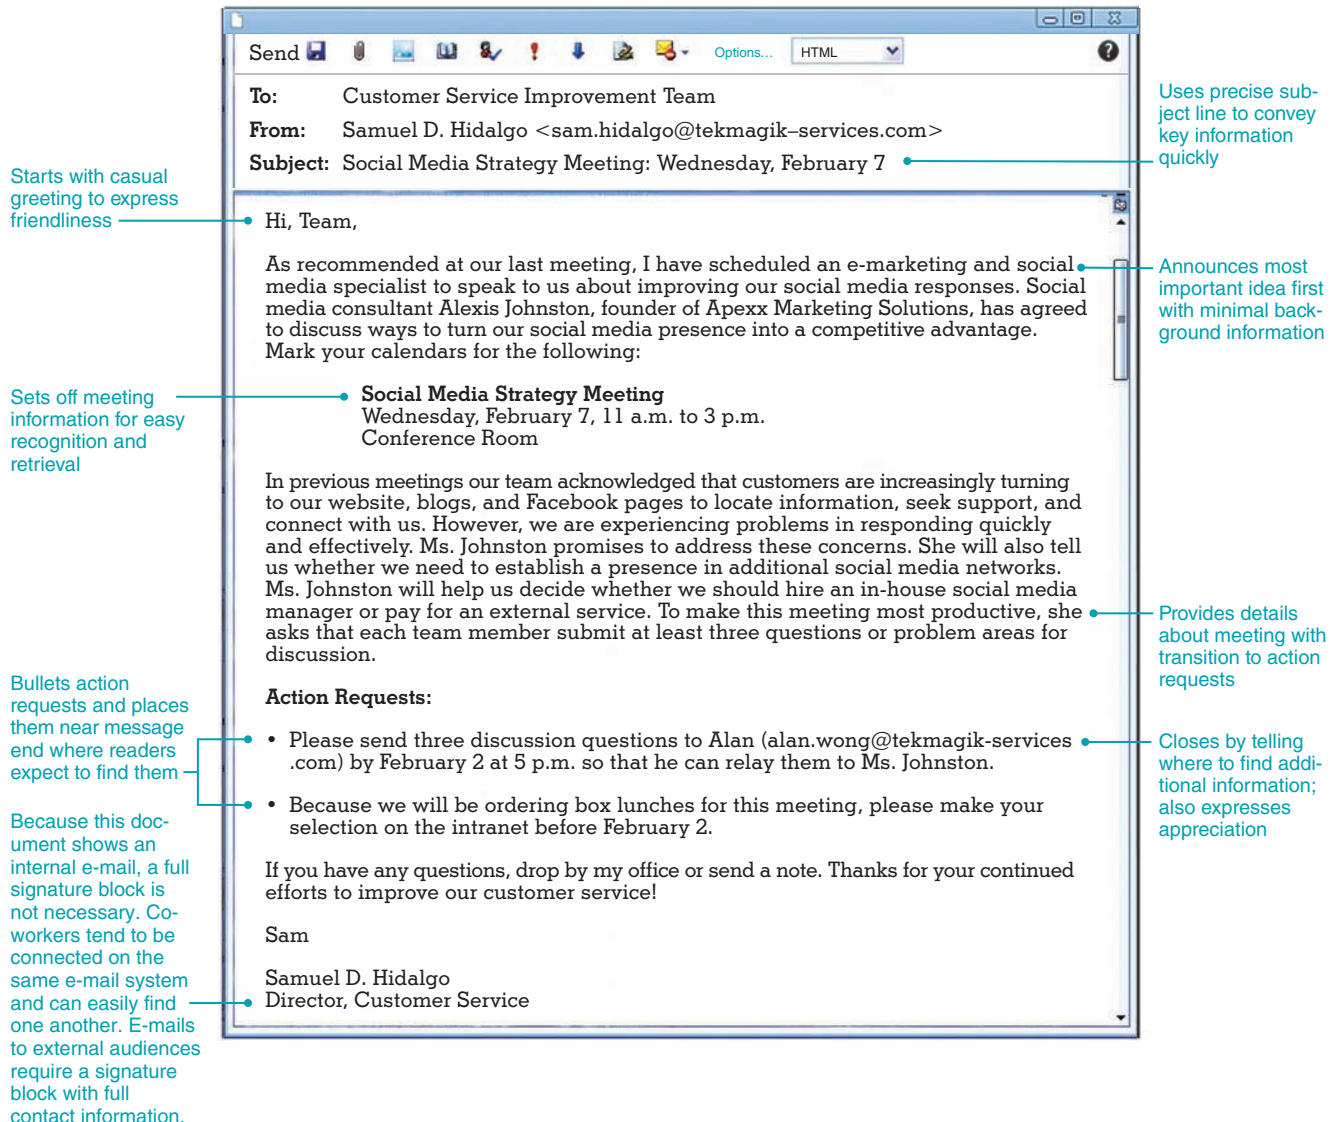 Send
Options...
HTML
To: Customer Service Improvement Team
From: Samuel D. Hidalgo <sam.hidalgo@tekmagik–services.com>
Subject: Social Media Strategy Meeting: Wednesday, February 7
Uses precise sub-
ject line to convey
key information
quickly
Starts with casual
greeting to express
friendliness
Hi, Team,
As recommended at our last meeting, I have scheduled an e-marketing and social
media specialist to speak to us about improving our social media responses. Social
media consultant Alexis Johnston, founder of Apexx Marketing Solutions, has agreed
to discuss ways to turn our social media presence into a competitive advantage.
Mark your calendars for the following:
Announces most
important idea first
with minimal back-
ground information
Sets off meeting
information for easy
recognition and
retrieval
Social Media Strategy Meeting
Wednesday, February 7, 11 a.m. to 3 p.m.
Conference Room
In previous meetings our team acknowledged that customers are increasingly turning
to our website, blogs, and Facebook pages to locate information, seek support, and
connect with us. However, we are experiencing problems in responding quickly
and effectively. Ms. Johnston promises to address these concerns. She will also tell
us whether we need to establish a presence in additional social media networks.
Ms. Johnston will help us decide whether we should hire an in-house social media
manager or pay for an external service. To make this meeting most productive, she
asks that each team member submit at least three questions or problem areas for
discussion.
Provides details
about meeting with
transition to action
requests
Bullets action
requests and places
them near message
end where readers
expect to find them
Action Requests:
• Please send three discussion questions to Alan (alan.wong@tekmagik-services
.com) by February 2 at 5 p.m. so that he can relay them to Ms. Johnston.
• Because we will be ordering box lunches for this meeting, please make your
selection on the intranet before February 2.
Closes by telling
where to find addi-
tional information;
also expresses
appreciation
If you have any questions, drop by my office or send a note. Thanks for your continued
efforts to improve our customer service!
Sam
Samuel D. Hidalgo
Director, Customer Service
Because this doc-
ument shows an
internal e-mail, a full
signature block is
not necessary. Co-
workers tend to be
connected on the
same e-mail system
and can easily find
one another. E-mails
to external audiences
require a signature
block with full
contact information.